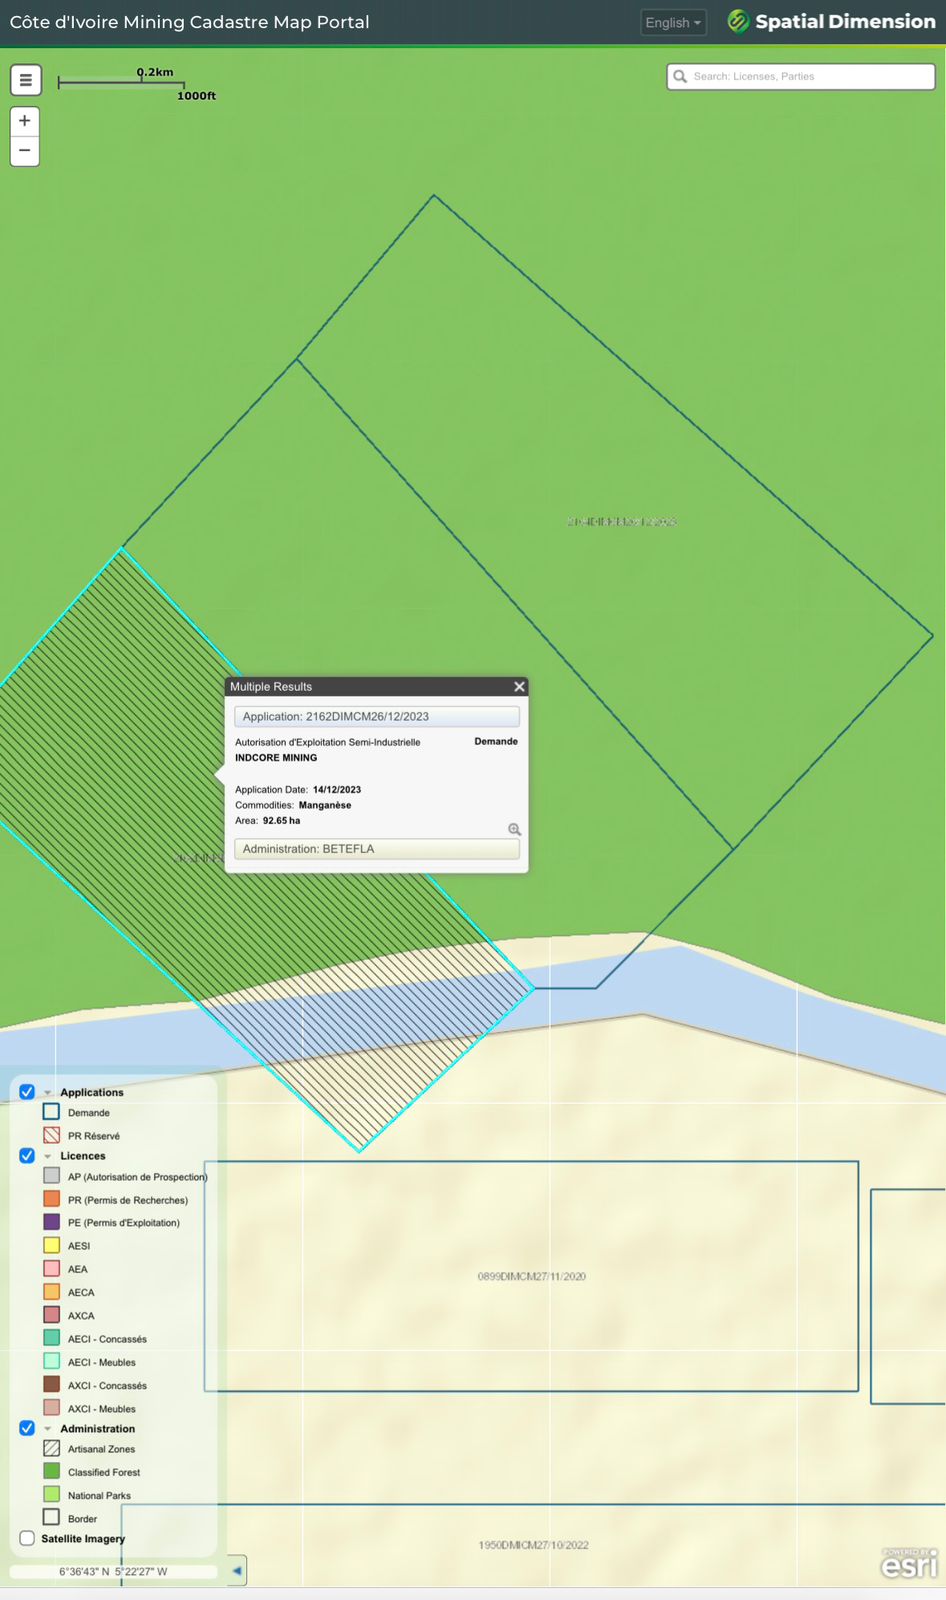 Côte d'Ivoire Mining Cadastre Map Portal
English
Spatial Dimension
0.2km
1000ft
Search: Licenses, Parties
+
−
Multiple Results
Application: 2162DIMCM26/12/2023
Autorisation d'Exploitation Semi-Industrielle
Demande
INDCORE MINING
Application Date: 14/12/2023
Commodities: Manganèse
Area: 92.65 ha
Administration: BETEFLA
Applications
Demande
PR Réservé
Licences
AP (Autorisation de Prospection)
PR (Permis de Recherches)
PE (Permis d'Exploitation)
AESI
AEA
AECA
AXCA
AECI - Concassés
AECI - Meubles
AXCI - Concassés
AXCI - Meubles
Administration
Artisanal Zones
Classified Forest
National Parks
Border
Satellite Imagery
6°36'43" N 5°22'27" W
0899DIMCM27/11/2020
1950DMICM27/10/2022
POWERED BY
esri